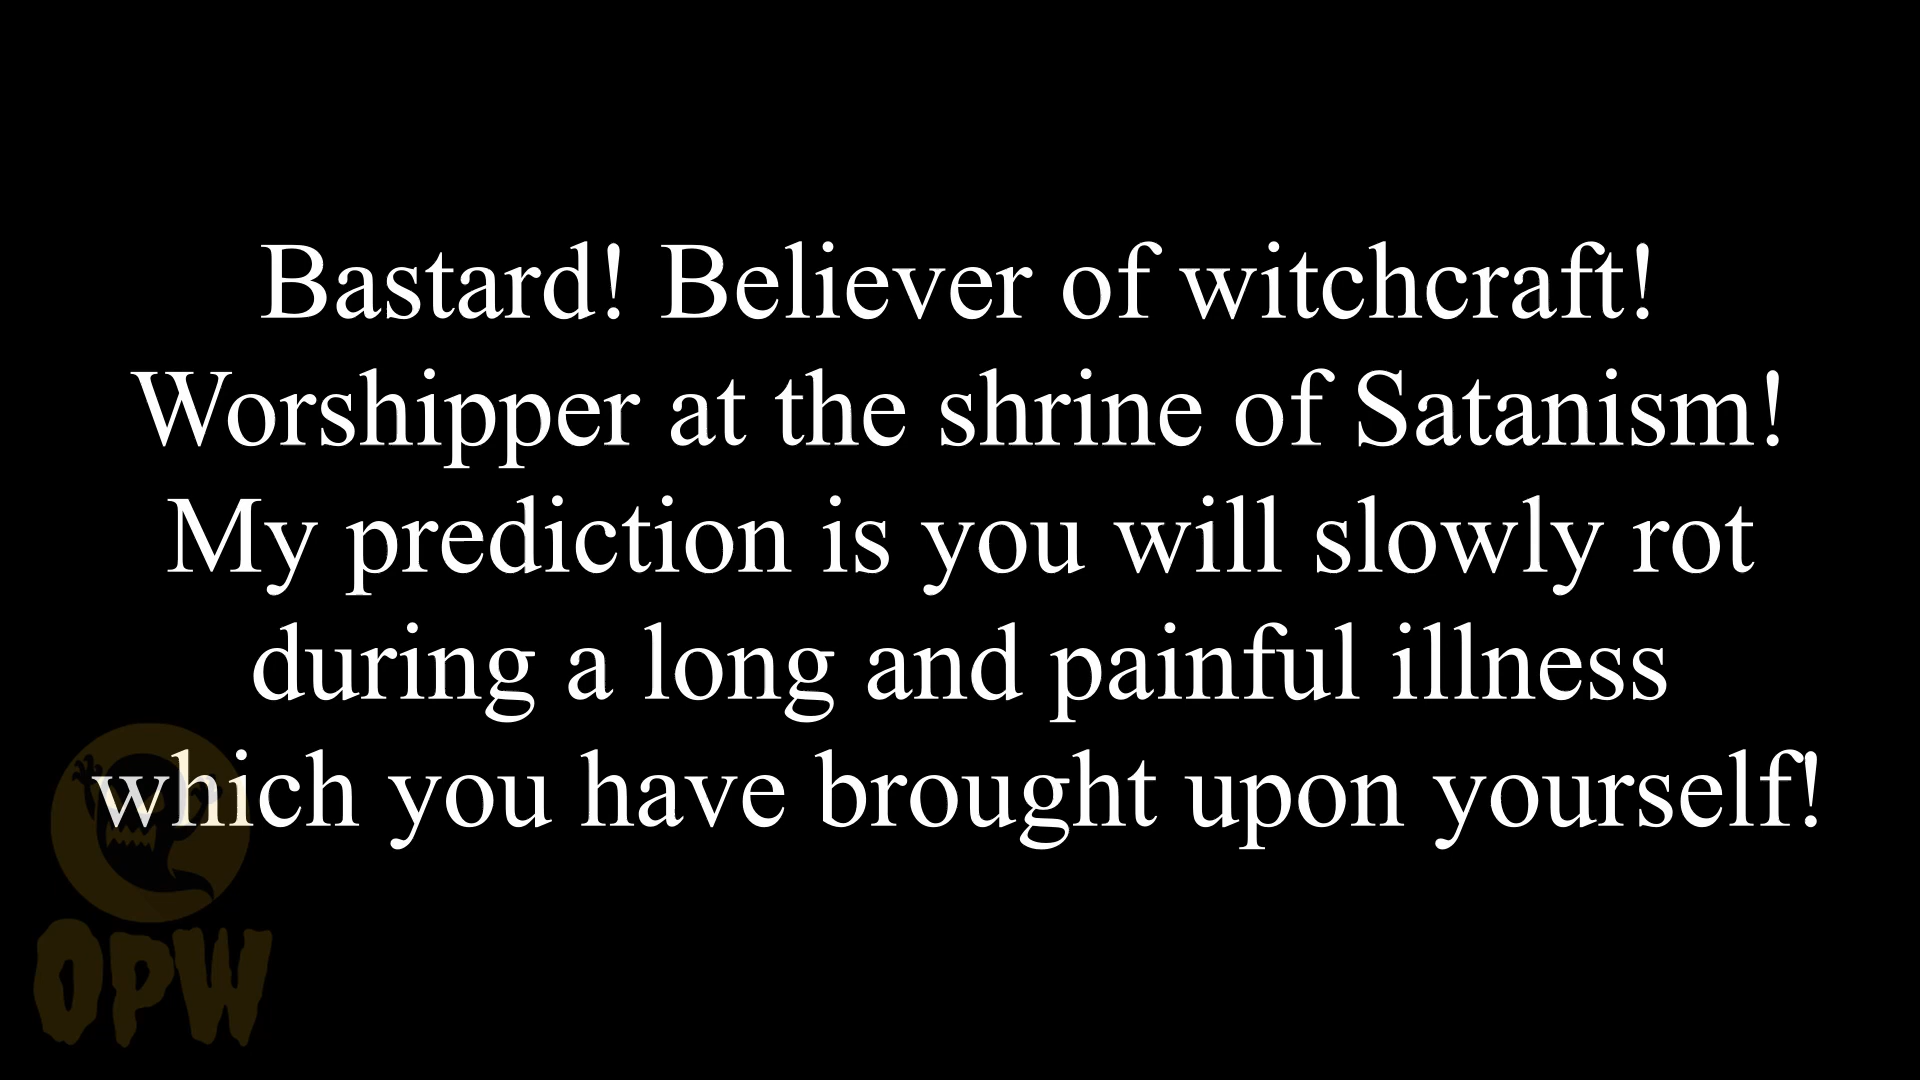 Bastard! Believer of witchcraft!
Worshipper at the shrine of Satanism!
My prediction is you will slowly rot
during a long and painful illness
which you have brought upon yourself!
OPW